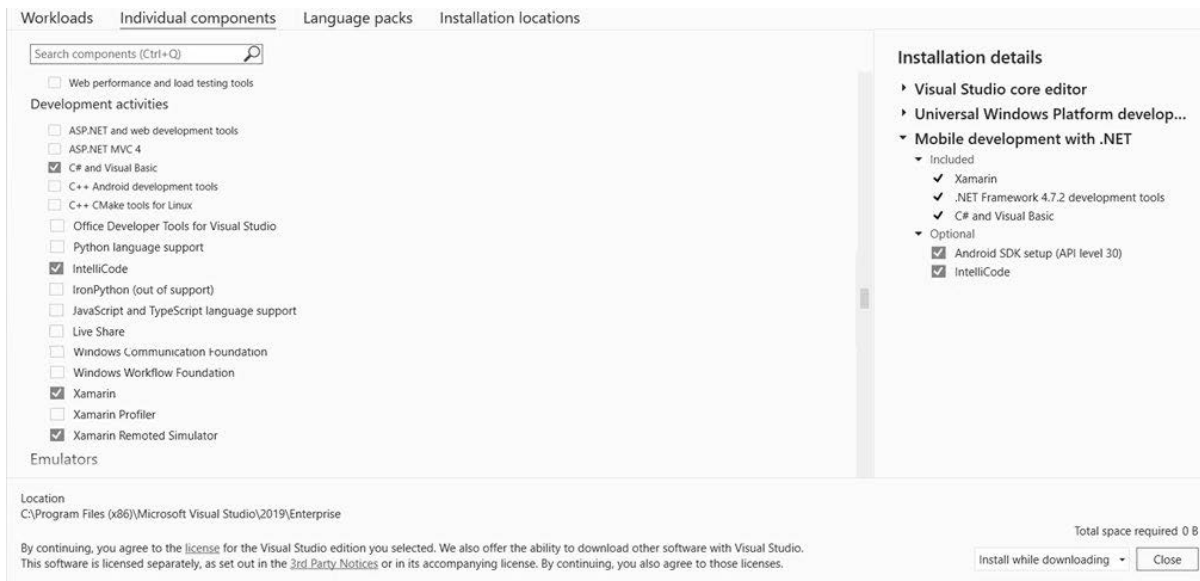 Workloads Individual components Language packs Installation locations
Search components (Ctrl+Q)
Web performance and load testing tools
Development activities
ASP.NET and web development tools
ASP.NET MVC 4
C# and Visual Basic
C++ Android development tools
C++ CMake tools for Linux
Office Developer Tools for Visual Studio
Python language support
IntelliCode
IronPython (out of support)
JavaScript and TypeScript language support
Live Share
Windows Communication Foundation
Windows Workflow Foundation
Xamarin
Xamarin Profiler
Xamarin Remoted Simulator
Emulators
Installation details
Visual Studio core editor
Universal Windows Platform develop...
Mobile development with .NET
Included
Xamarin
.NET Framework 4.7.2 development tools
C# and Visual Basic
Optional
Android SDK setup (API level 30)
IntelliCode
Location
C:\Program Files (x86)\Microsoft Visual Studio\2019\Enterprise
Total space required 0 B
By continuing, you agree to the license for the Visual Studio edition you selected. We also offer the ability to download other software with Visual Studio.
This software is licensed separately, as set out in the 3rd Party Notices or in its accompanying license. By continuing, you also agree to those licenses.
Install while downloading Close